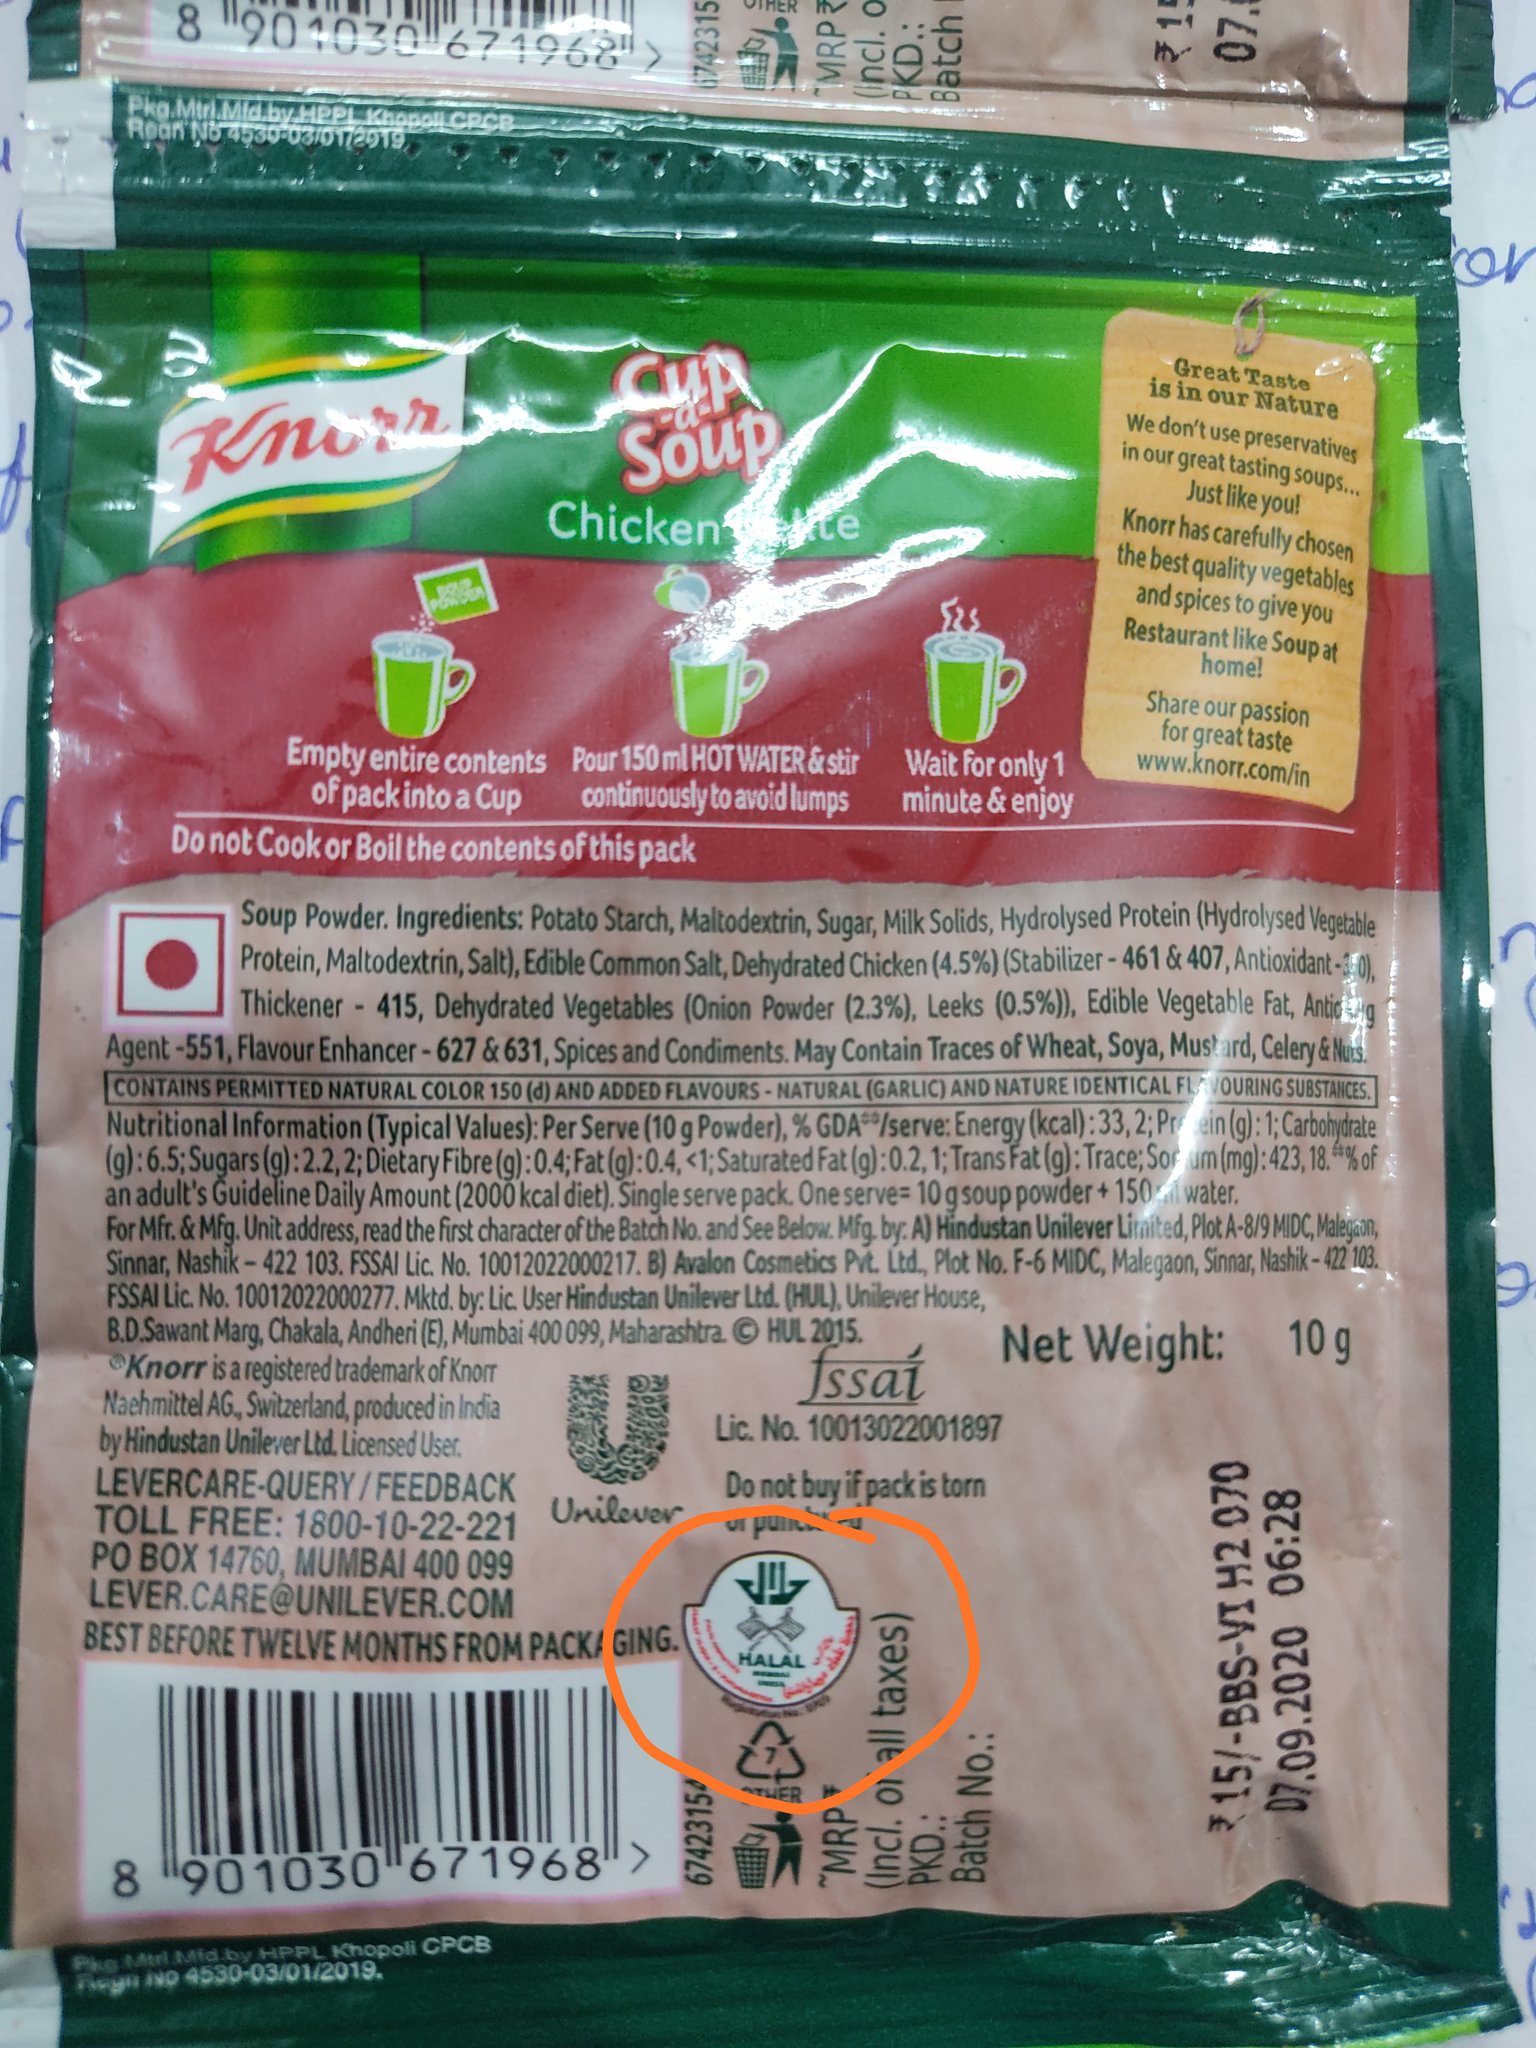 8 901030 671968 >
67423154
OTHER
~MRP ₹
(Incl. o
PKD.:
Batch
₹ 15
07.
Pkg.Mtrl.Mfd.by HPPL Khopoli CPCB
Regn No 4530-03/01/2019
Knorr
Cup
-a-
Soup
Chicken
Great Taste
is in our Nature
We don't use preservatives
in our great tasting soups...
Just like you!
Knorr has carefully chosen
the best quality vegetables
and spices to give you
Restaurant like Soup at
home!
Share our passion
for great taste
www.knorr.com/in
SOUP
POWDER
Empty entire contents
of pack into a Cup
Pour 150 ml HOT WATER & stir
continuously to avoid lumps
Wait for only 1
minute & enjoy
Do not Cook or Boil the contents of this pack
Soup Powder. Ingredients: Potato Starch, Maltodextrin, Sugar, Milk Solids, Hydrolysed Protein (Hydrolysed Vegetable
Protein, Maltodextrin, Salt), Edible Common Salt, Dehydrated Chicken (4.5%) (Stabilizer - 461 & 407, Antioxidant -
Thickener - 415, Dehydrated Vegetables (Onion Powder (2.3%), Leeks (0.5%)), Edible Vegetable Fat,
Agent -551, Flavour Enhancer - 627 & 631, Spices and Condiments. May Contain Traces of Wheat, Soya, Mustard, Celery & Nuts.
CONTAINS PERMITTED NATURAL COLOR 150 (d) AND ADDED FLAVOURS - NATURAL (GARLIC) AND NATURE IDENTICAL FLAVOURING SUBSTANCES.
Nutritional Information (Typical Values): Per Serve (10 g Powder), % GDA**/serve: Energy (kcal) : 33, 2; Protein (g) : 1; Carbohydrate
(g) : 6.5; Sugars (g) : 2.2, 2; Dietary Fibre (g) : 0.4; Fat (g) : 0.4, <1; Saturated Fat (g) : 0.2, 1; Trans Fat (g) : Trace; Sodium (mg) : 423, 18. **% of
an adult's Guideline Daily Amount (2000 kcal diet). Single serve pack. One serve= 10 g soup powder + 150 ml water.
For Mfr. & Mfg. Unit address, read the first character of the Batch No. and See Below. Mfg. by: A) Hindustan Unilever Limited, Plot A-8/9 MIDC, Malegaon,
Sinnar, Nashik – 422 103. FSSAI Lic. No. 10012022000217. B) Avalon Cosmetics Pvt. Ltd., Plot No. F-6 MIDC, Malegaon, Sinnar, Nashik – 422 103.
FSSAI Lic. No. 10012022000277. Mktd. by: Lic. User Hindustan Unilever Ltd. (HUL), Unilever House,
B.D.Sawant Marg, Chakala, Andheri (E), Mumbai 400 099, Maharashtra. © HUL 2015.
®Knorr is a registered trademark of Knorr
Naehmittel AG., Switzerland, produced in India
by Hindustan Unilever Ltd. Licensed User.
LEVERCARE-QUERY / FEEDBACK
TOLL FREE: 1800-10-22-221
PO BOX 14760, MUMBAI 400 099
LEVER.CARE@UNILEVER.COM
BEST BEFORE TWELVE MONTHS FROM PACKAGING.
Unilever
fssai
Lic. No. 10013022001897
Net Weight: 10 g
Do not buy if pack is torn
or punctured
HALAL
MUMBAI
INDIA
7
OTHER
8 901030 671968 >
67423154
~MRP ₹
(Incl. of all taxes)
PKD.:
Batch No.:
₹15/-BBS-VI H2 070
07.09.2020 06:28
Pkg.Mtrl.Mfd.by HPPL Khopoli CPCB
Regn No 4530-03/01/2019.